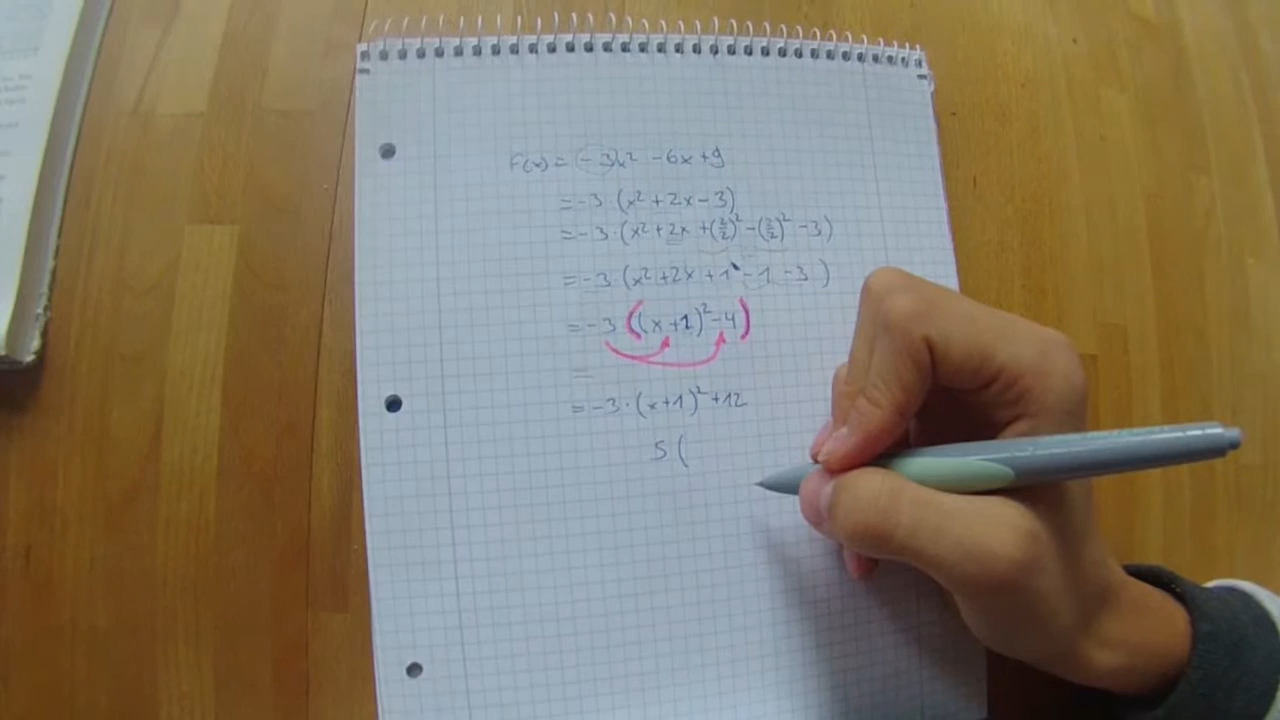 F(x) = -3x² - 6x + 9
= -3 · (x² + 2x - 3)
= -3 · (x² + 2x + (2/2)² - (2/2)² - 3)
= -3 · (x² + 2x + 1² - 1 - 3)
= -3 ((x + 1)² - 4)
=
= -3 · (x + 1)² + 12
S (